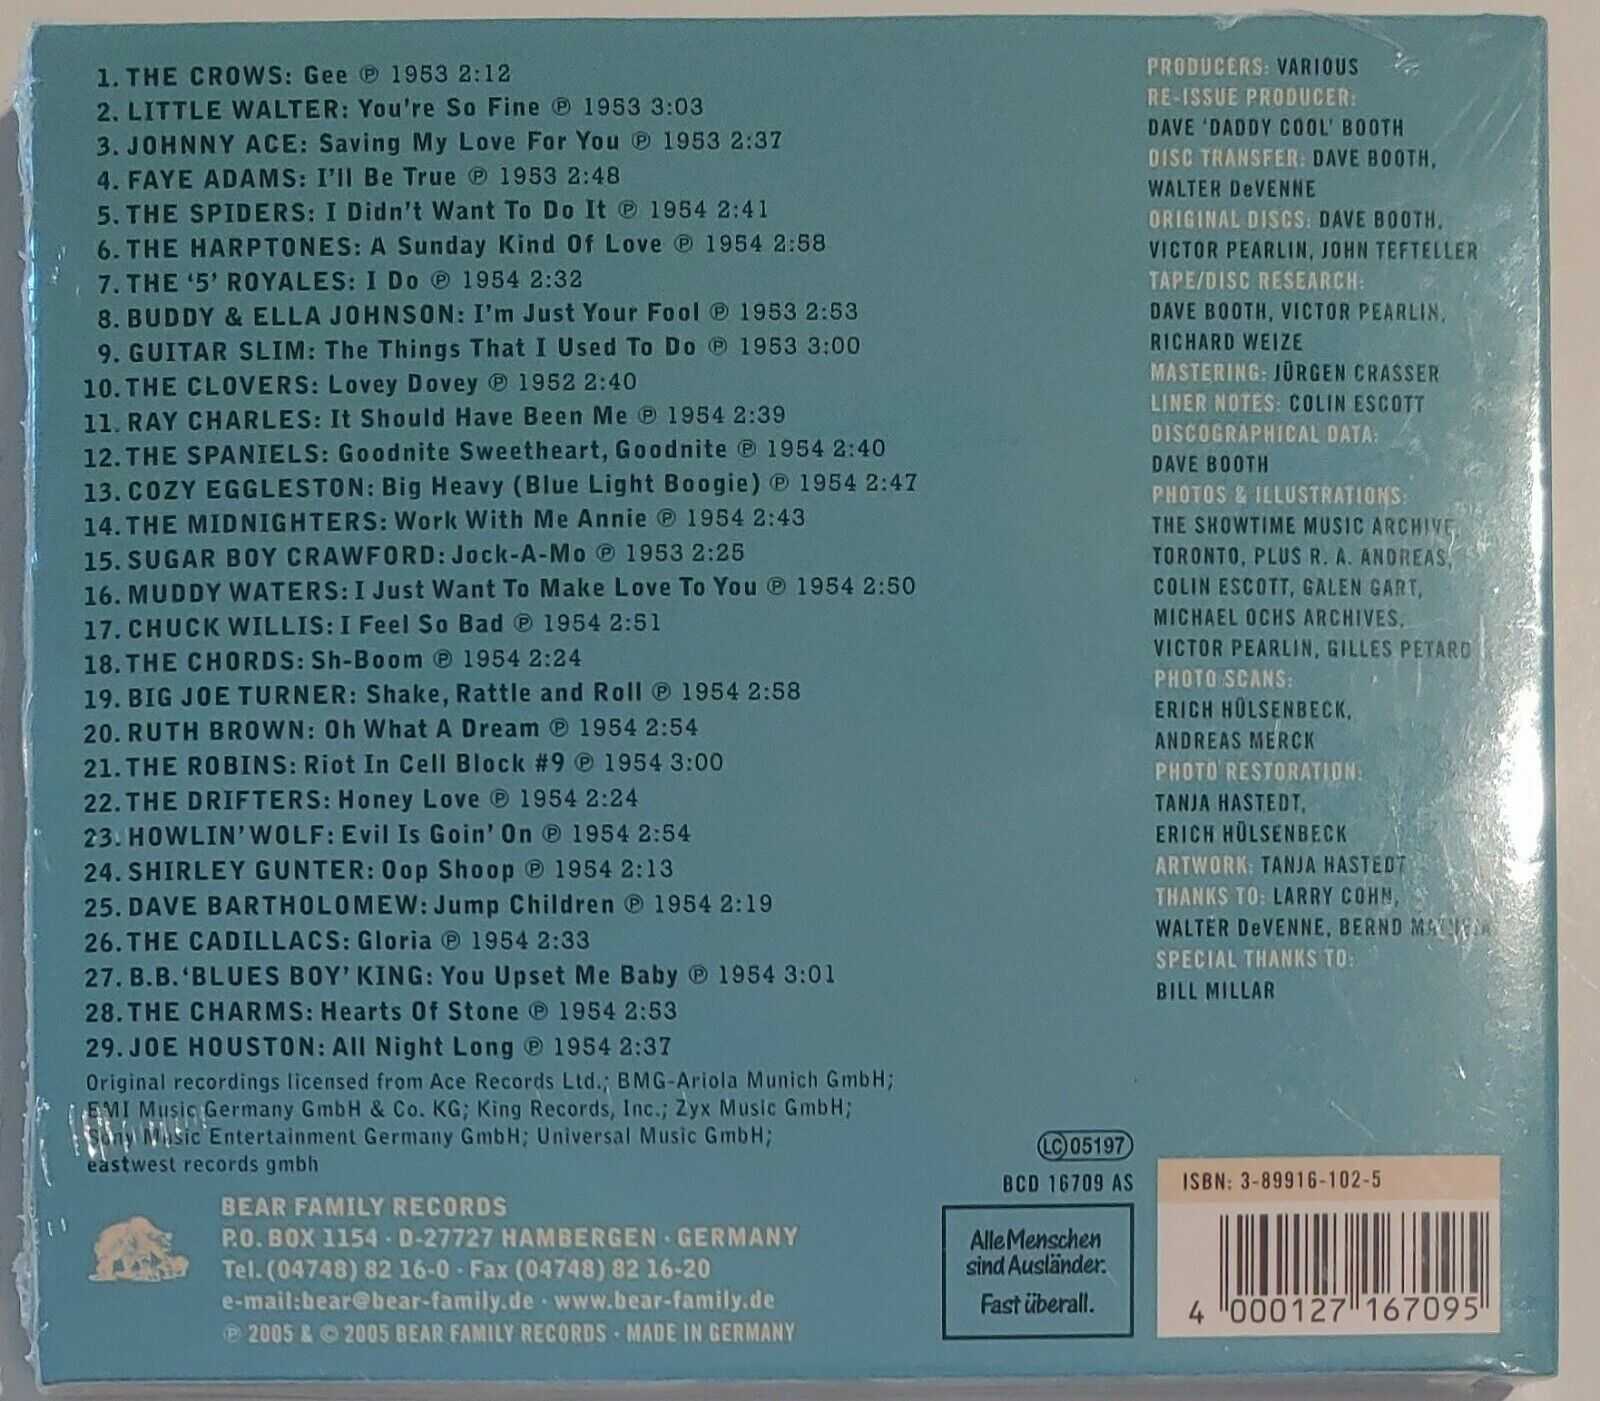 1. THE CROWS: Gee ℗ 1953 2:12
2. LITTLE WALTER: You're So Fine ℗ 1953 3:03
3. JOHNNY ACE: Saving My Love For You ℗ 1953 2:37
4. FAYE ADAMS: I'll Be True ℗ 1953 2:48
5. THE SPIDERS: I Didn't Want To Do It ℗ 1954 2:41
6. THE HARPTONES: A Sunday Kind Of Love ℗ 1954 2:58
7. THE '5' ROYALES: I Do ℗ 1954 2:32
8. BUDDY & ELLA JOHNSON: I'm Just Your Fool ℗ 1953 2:53
9. GUITAR SLIM: The Things That I Used To Do ℗ 1953 3:00
10. THE CLOVERS: Lovey Dovey ℗ 1952 2:40
11. RAY CHARLES: It Should Have Been Me ℗ 1954 2:39
12. THE SPANIELS: Goodnite Sweetheart, Goodnite ℗ 1954 2:40
13. COZY EGGLESTON: Big Heavy (Blue Light Boogie) ℗ 1954 2:47
14. THE MIDNIGHTERS: Work With Me Annie ℗ 1954 2:43
15. SUGAR BOY CRAWFORD: Jock-A-Mo ℗ 1953 2:25
16. MUDDY WATERS: I Just Want To Make Love To You ℗ 1954 2:50
17. CHUCK WILLIS: I Feel So Bad ℗ 1954 2:51
18. THE CHORDS: Sh-Boom ℗ 1954 2:24
19. BIG JOE TURNER: Shake, Rattle and Roll ℗ 1954 2:58
20. RUTH BROWN: Oh What A Dream ℗ 1954 2:54
21. THE ROBINS: Riot In Cell Block #9 ℗ 1954 3:00
22. THE DRIFTERS: Honey Love ℗ 1954 2:24
23. HOWLIN' WOLF: Evil Is Goin' On ℗ 1954 2:54
24. SHIRLEY GUNTER: Oop Shoop ℗ 1954 2:13
25. DAVE BARTHOLOMEW: Jump Children ℗ 1954 2:19
26. THE CADILLACS: Gloria ℗ 1954 2:33
27. B.B. 'BLUES BOY' KING: You Upset Me Baby ℗ 1954 3:01
28. THE CHARMS: Hearts Of Stone ℗ 1954 2:53
29. JOE HOUSTON: All Night Long ℗ 1954 2:37
Original recordings licensed from Ace Records Ltd.; BMG-Ariola Munich GmbH;
EMI Music Germany GmbH & Co. KG; King Records, Inc.; Zyx Music GmbH;
Sony Music Entertainment Germany GmbH; Universal Music GmbH;
eastwest records gmbh
BEAR FAMILY RECORDS
P.O. BOX 1154 · D-27727 HAMBERGEN · GERMANY
Tel. (04748) 82 16-0 · Fax (04748) 82 16-20
e-mail:bear@bear-family.de · www.bear-family.de
℗ 2005 & © 2005 BEAR FAMILY RECORDS · MADE IN GERMANY
PRODUCERS: VARIOUS
RE-ISSUE PRODUCER:
DAVE 'DADDY COOL' BOOTH
DISC TRANSFER: DAVE BOOTH,
WALTER DeVENNE
ORIGINAL DISCS: DAVE BOOTH,
VICTOR PEARLIN, JOHN TEFTELLER
TAPE/DISC RESEARCH:
DAVE BOOTH, VICTOR PEARLIN,
RICHARD WEIZE
MASTERING: JÜRGEN CRASSER
LINER NOTES: COLIN ESCOTT
DISCOGRAPHICAL DATA:
DAVE BOOTH
PHOTOS & ILLUSTRATIONS:
THE SHOWTIME MUSIC ARCHIVE,
TORONTO, PLUS R. A. ANDREAS,
COLIN ESCOTT, GALEN GART,
MICHAEL OCHS ARCHIVES,
VICTOR PEARLIN, GILLES PETARD
PHOTO SCANS:
ERICH HÜLSENBECK,
ANDREAS MERCK
PHOTO RESTORATION:
TANJA HASTEDT,
ERICH HÜLSENBECK
ARTWORK: TANJA HASTEDT
THANKS TO: LARRY COHN,
WALTER DeVENNE, BERND
SPECIAL THANKS TO:
BILL MILLAR
LC 05197
BCD 16709 AS
Alle Menschen
sind Ausländer.
Fast überall.
ISBN: 3-89916-102-5
4 000127 167095